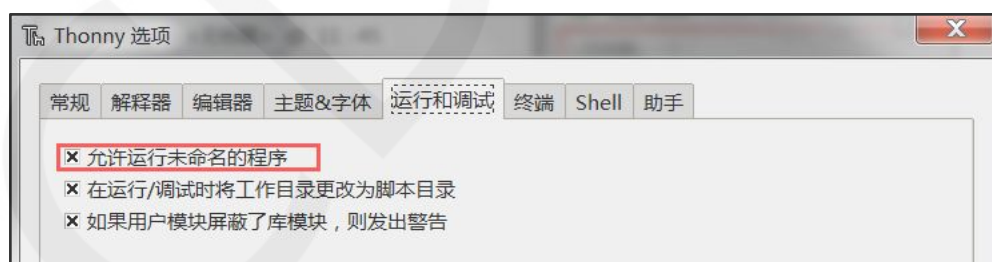 Thonny 选项
常规 解释器 编辑器 主题&字体 运行和调试 终端 Shell 助手
允许运行未命名的程序
在运行/调试时将工作目录更改为脚本目录
如果用户模块屏蔽了库模块，则发出警告